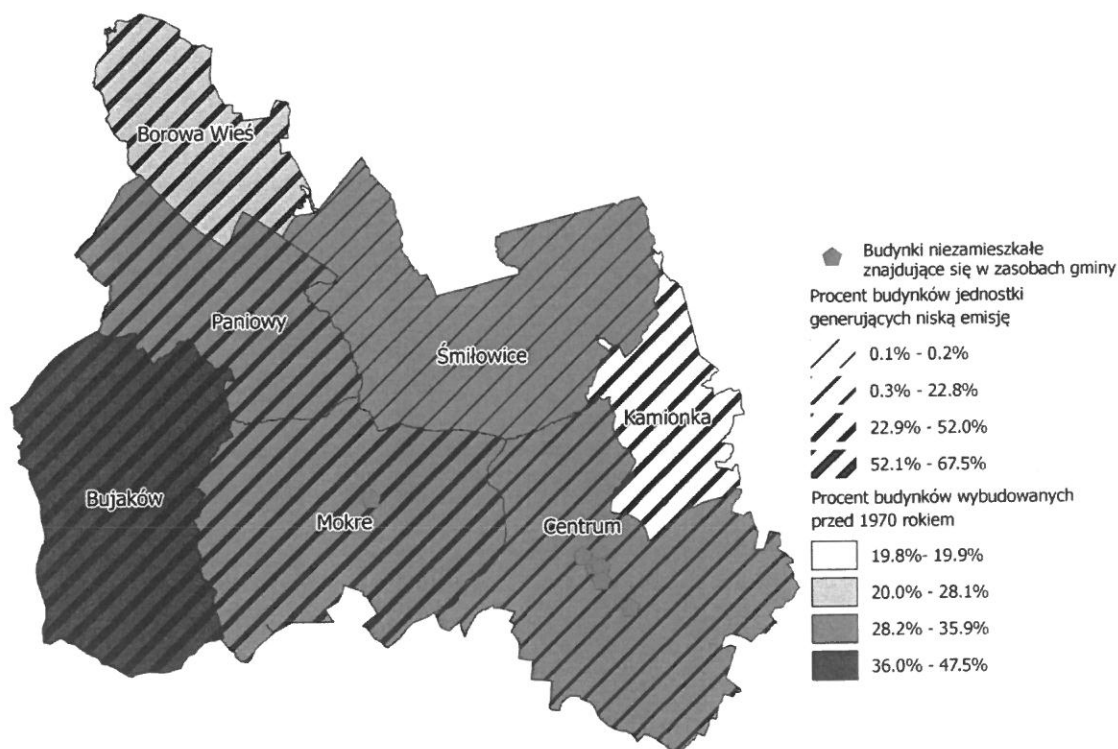 Borowa Wieś
Paniowy
Śmiłowice
Kamionka
Bujaków
Mokre
Centrum
Budynki niezamieszkałe
znajdujące się w zasobach gminy
Procent budynków jednostki
generujących niską emisję
0.1% - 0.2%
0.3% - 22.8%
22.9% - 52.0%
52.1% - 67.5%
Procent budynków wybudowanych
przed 1970 rokiem
19.8%- 19.9%
20.0% - 28.1%
28.2% - 35.9%
36.0% - 47.5%